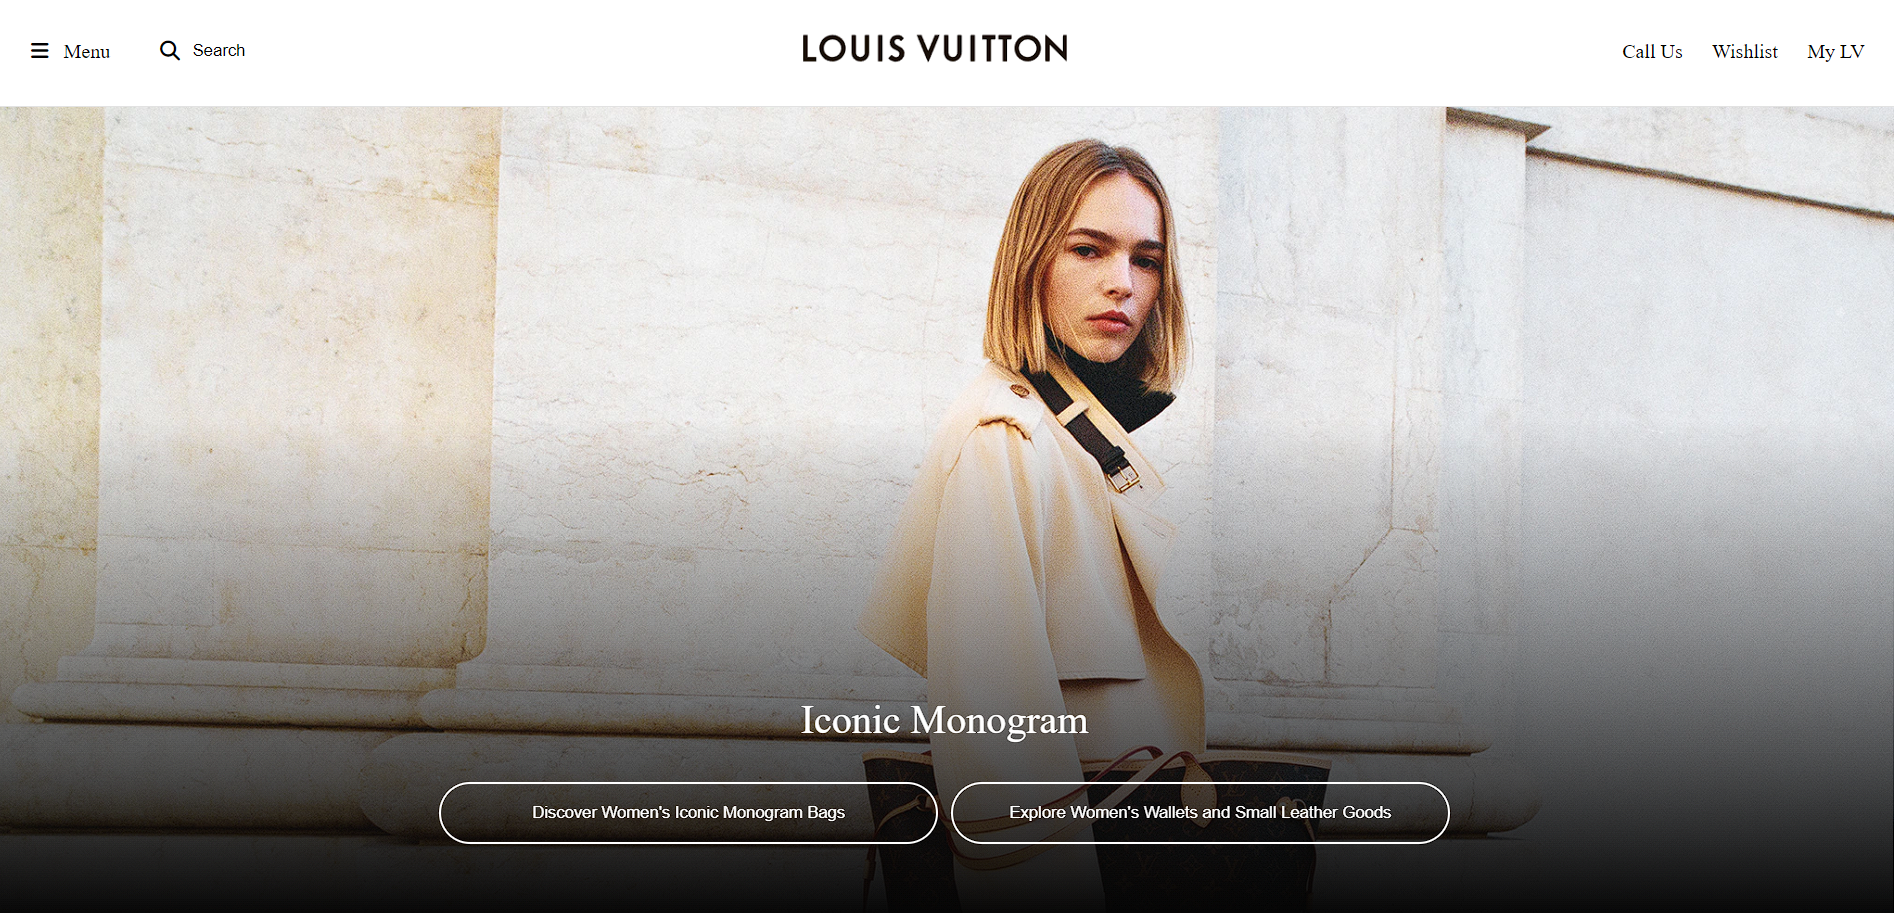 Menu
Search
LOUIS VUITTON
Call Us
Wishlist
My LV
Iconic Monogram
Discover Women's Iconic Monogram Bags
Explore Women's Wallets and Small Leather Goods